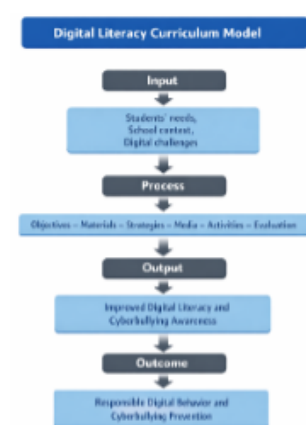 Digital Literacy Curriculum Model
Input
Students' needs,
School context,
Digital challenges
Process
Objectives – Materials – Strategies – Media – Activities – Evaluation
Output
Improved Digital Literacy and
Cyberbullying Awareness
Outcome
Responsible Digital Behavior and
Cyberbullying Prevention